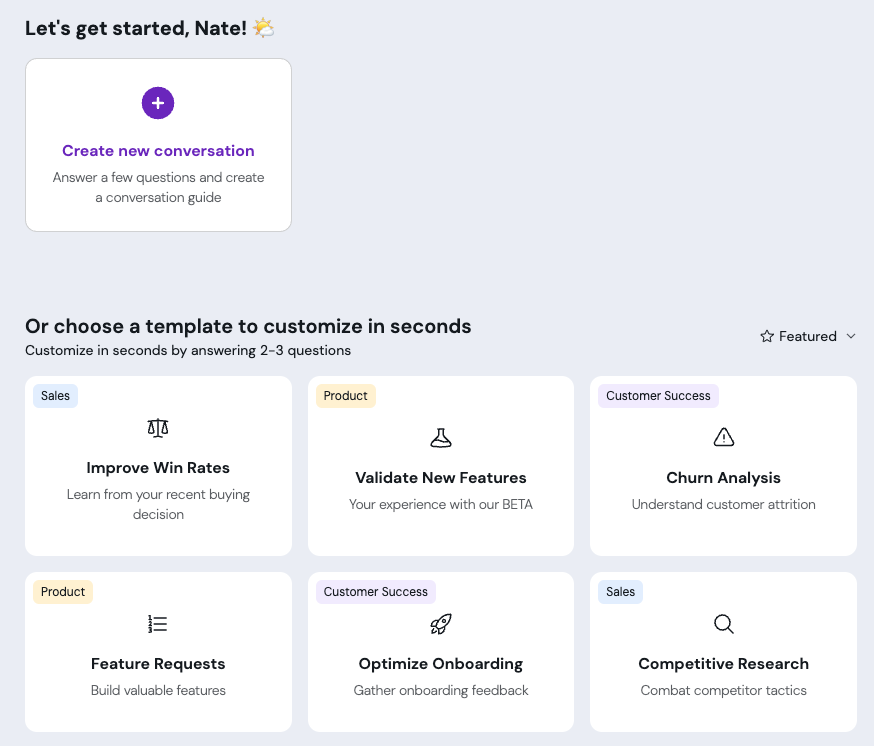 Let's get started, Nate! 🌤️
Create new conversation
Answer a few questions and create
a conversation guide
Or choose a template to customize in seconds
Customize in seconds by answering 2-3 questions
Featured
Sales
Improve Win Rates
Learn from your recent buying
decision
Product
Validate New Features
Your experience with our BETA
Customer Success
Churn Analysis
Understand customer attrition
Product
Feature Requests
Build valuable features
Customer Success
Optimize Onboarding
Gather onboarding feedback
Sales
Competitive Research
Combat competitor tactics